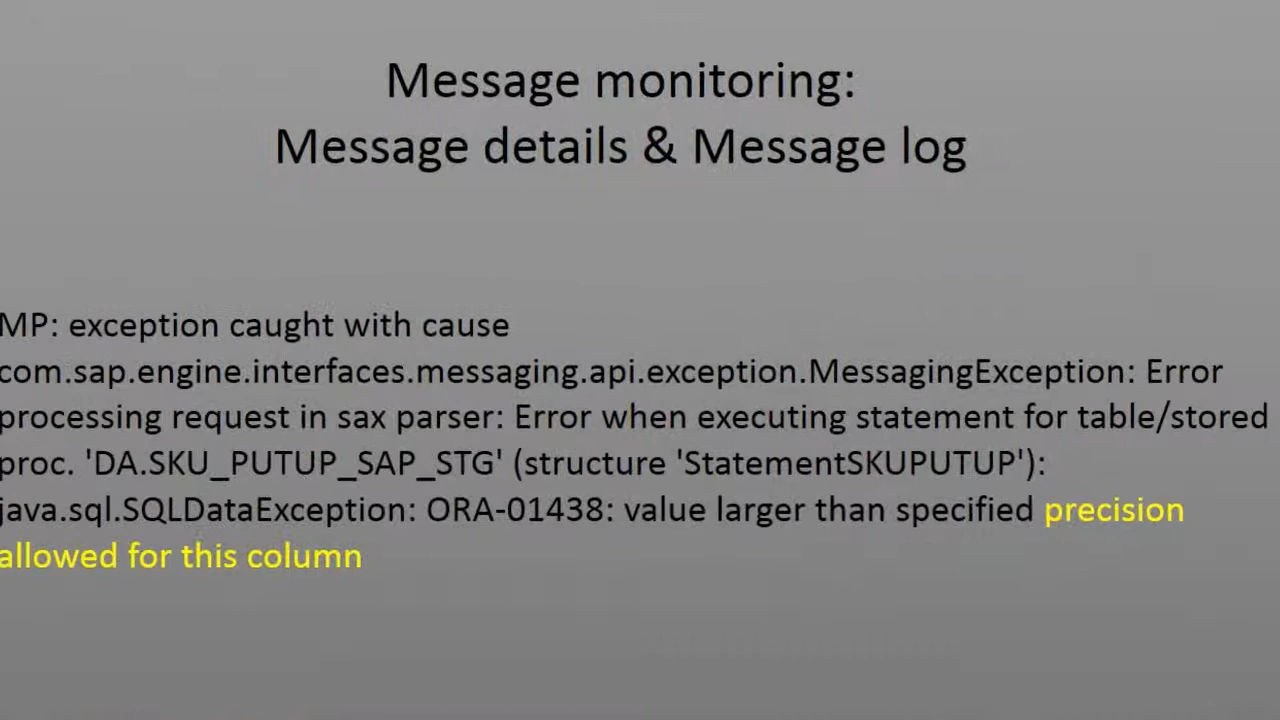 Message monitoring:
Message details & Message log
MP: exception caught with cause
com.sap.engine.interfaces.messaging.api.exception.MessagingException: Error
processing request in sax parser: Error when executing statement for table/stored
proc. 'DA.SKU_PUTUP_SAP_STG' (structure 'StatementSKUPUTUP'):
java.sql.SQLDataException: ORA-01438: value larger than specified precision
allowed for this column